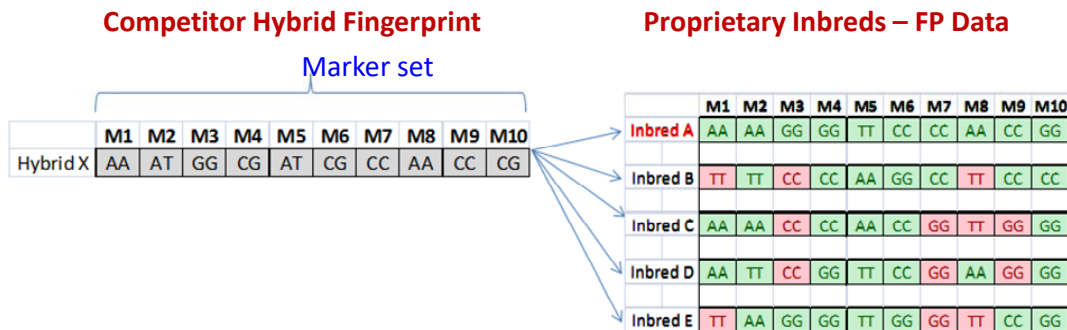 Competitor Hybrid Fingerprint
Proprietary Inbreds – FP Data
Marker set
M1 M2 M3 M4 M5 M6 M7 M8 M9 M10
Hybrid X AA AT GG CG AT CG CC AA CC CG
M1 M2 M3 M4 M5 M6 M7 M8 M9 M10
Inbred A AA AA GG GG TT CC CC AA CC GG
Inbred B TT TT CC CC AA GG CC TT CC CC
Inbred C AA AA CC CC AA CC GG TT GG GG
Inbred D AA TT CC GG TT CC GG AA GG GG
Inbred E TT AA GG GG TT GG GG TT CC GG